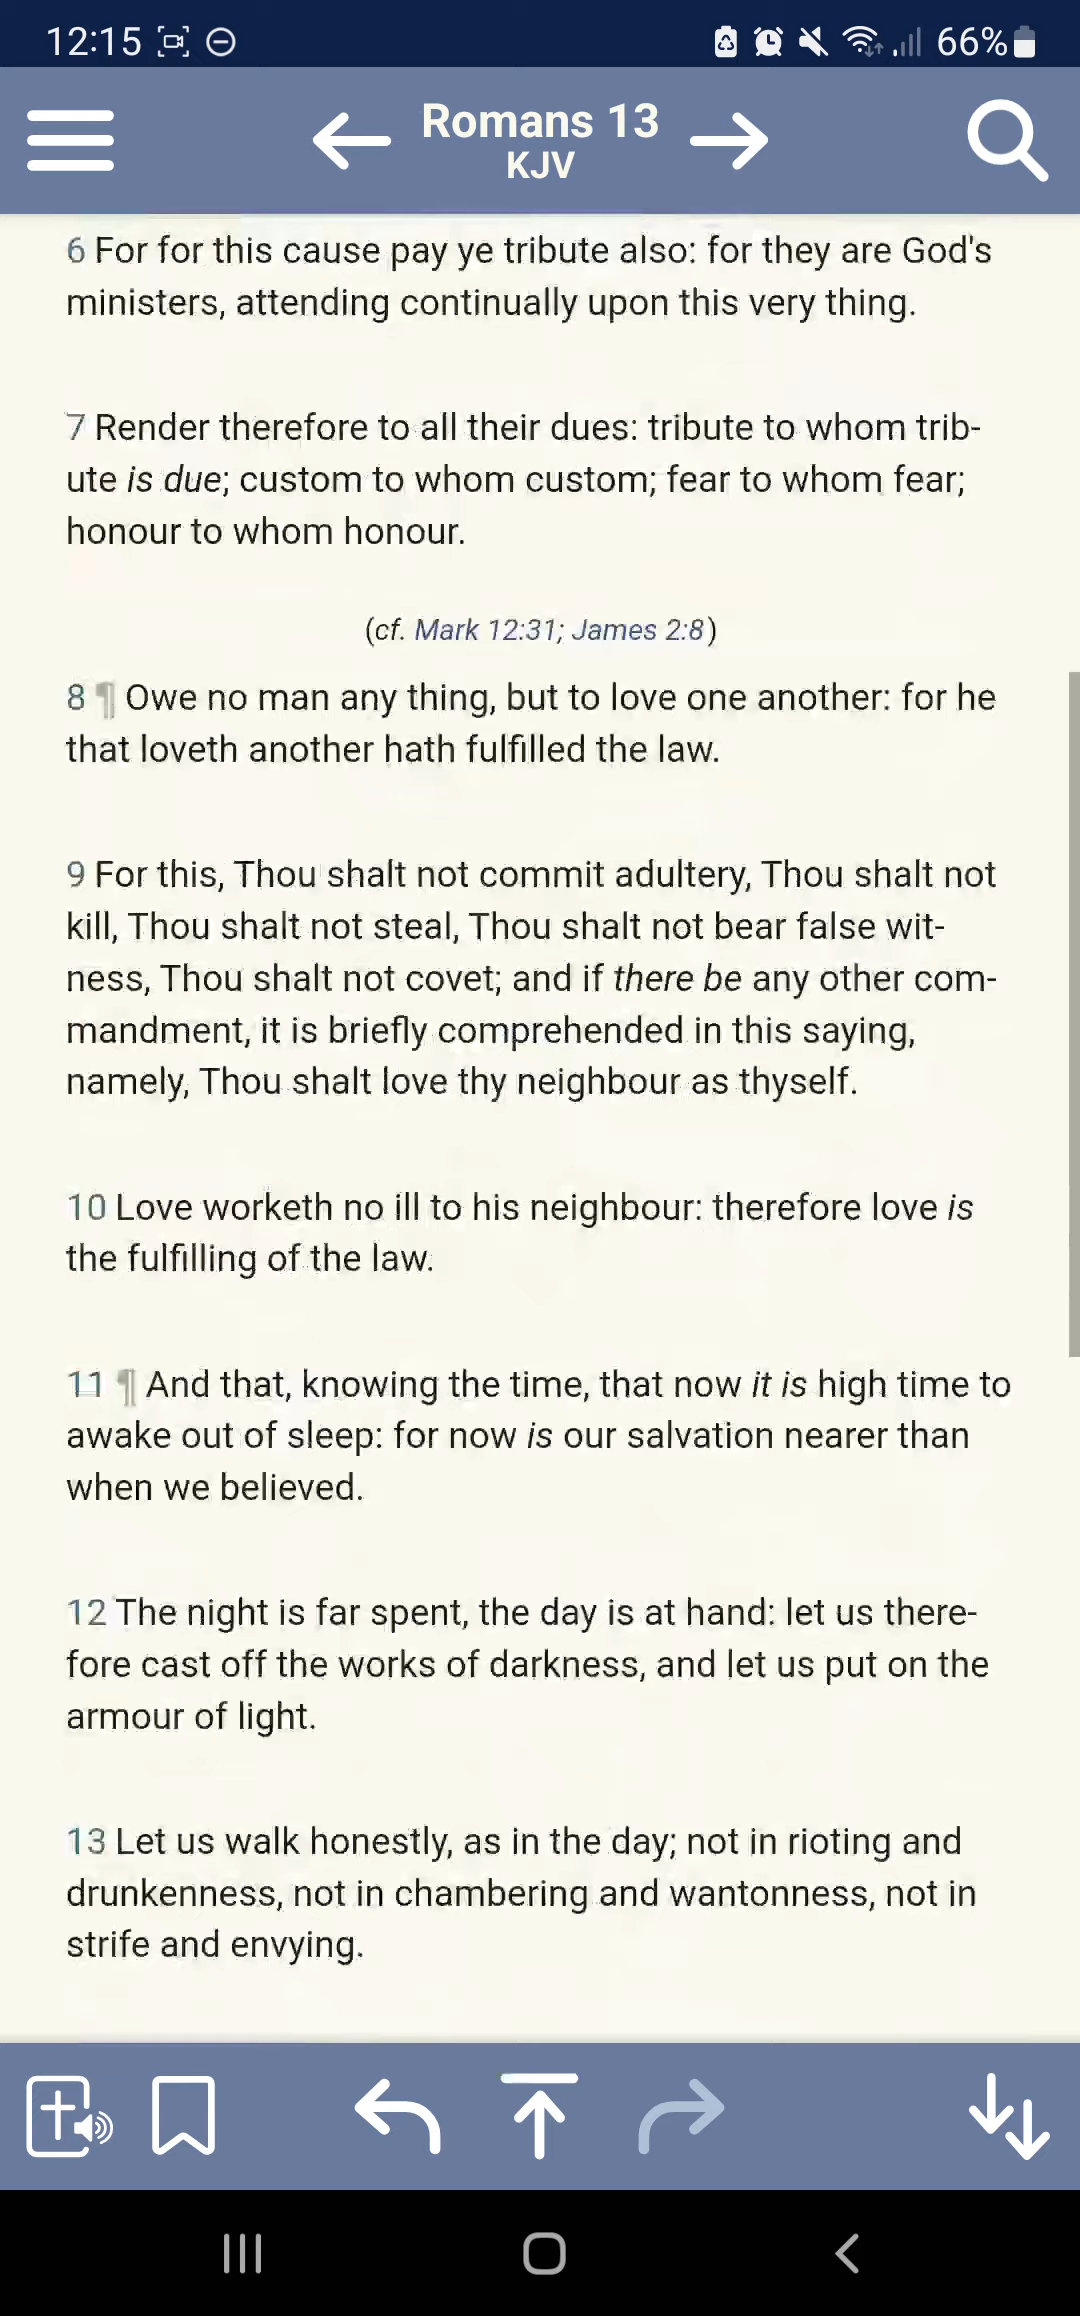 12:15
66%
Romans 13
KJV
6 For for this cause pay ye tribute also: for they are God's
ministers, attending continually upon this very thing.
7 Render therefore to all their dues: tribute to whom trib-
ute is due; custom to whom custom; fear to whom fear;
honour to whom honour.
(cf. Mark 12:31; James 2:8)
8 ¶ Owe no man any thing, but to love one another: for he
that loveth another hath fulfilled the law.
9 For this, Thou shalt not commit adultery, Thou shalt not
kill, Thou shalt not steal, Thou shalt not bear false wit-
ness, Thou shalt not covet; and if there be any other com-
mandment, it is briefly comprehended in this saying,
namely, Thou shalt love thy neighbour as thyself.
10 Love worketh no ill to his neighbour: therefore love is
the fulfilling of the law.
11 ¶ And that, knowing the time, that now it is high time to
awake out of sleep: for now is our salvation nearer than
when we believed.
12 The night is far spent, the day is at hand: let us there-
fore cast off the works of darkness, and let us put on the
armour of light.
13 Let us walk honestly, as in the day; not in rioting and
drunkenness, not in chambering and wantonness, not in
strife and envying.